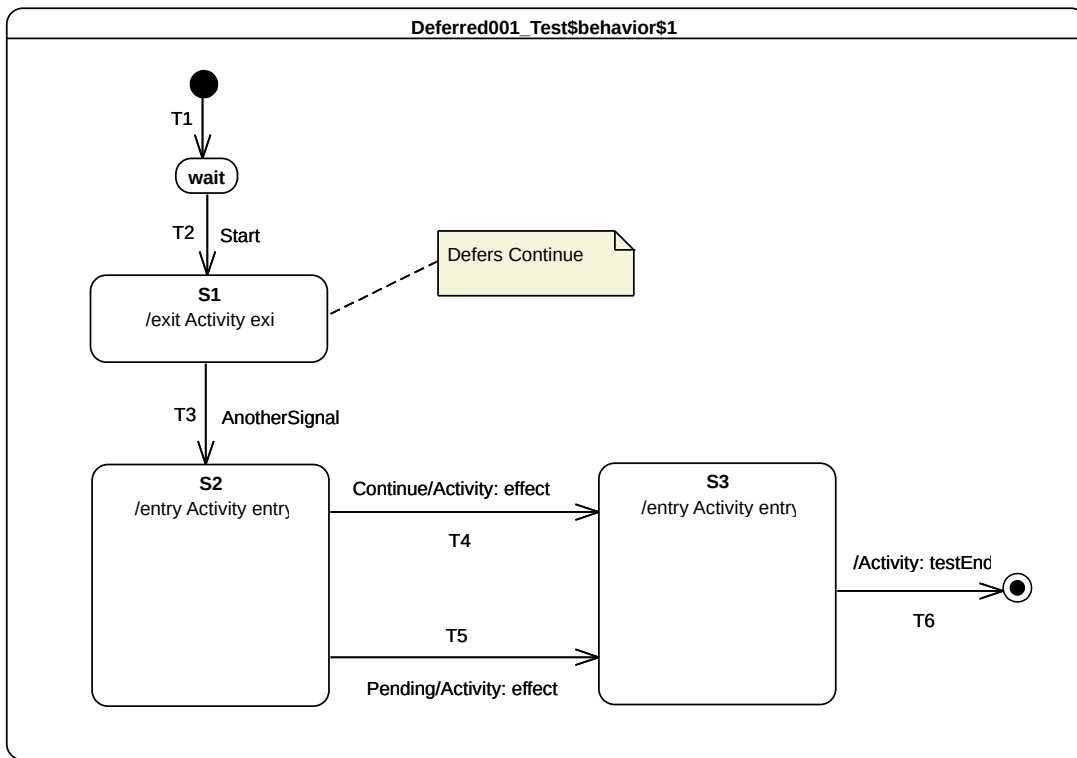 Deferred001_Test$behavior$1
T1
wait
T2 Start
Defers Continue
S1
/exit Activity exi
T3 AnotherSignal
S2
/entry Activity entry
Continue/Activity: effect
T4
T5
Pending/Activity: effect
S3
/entry Activity entry
/Activity: testEnd
T6